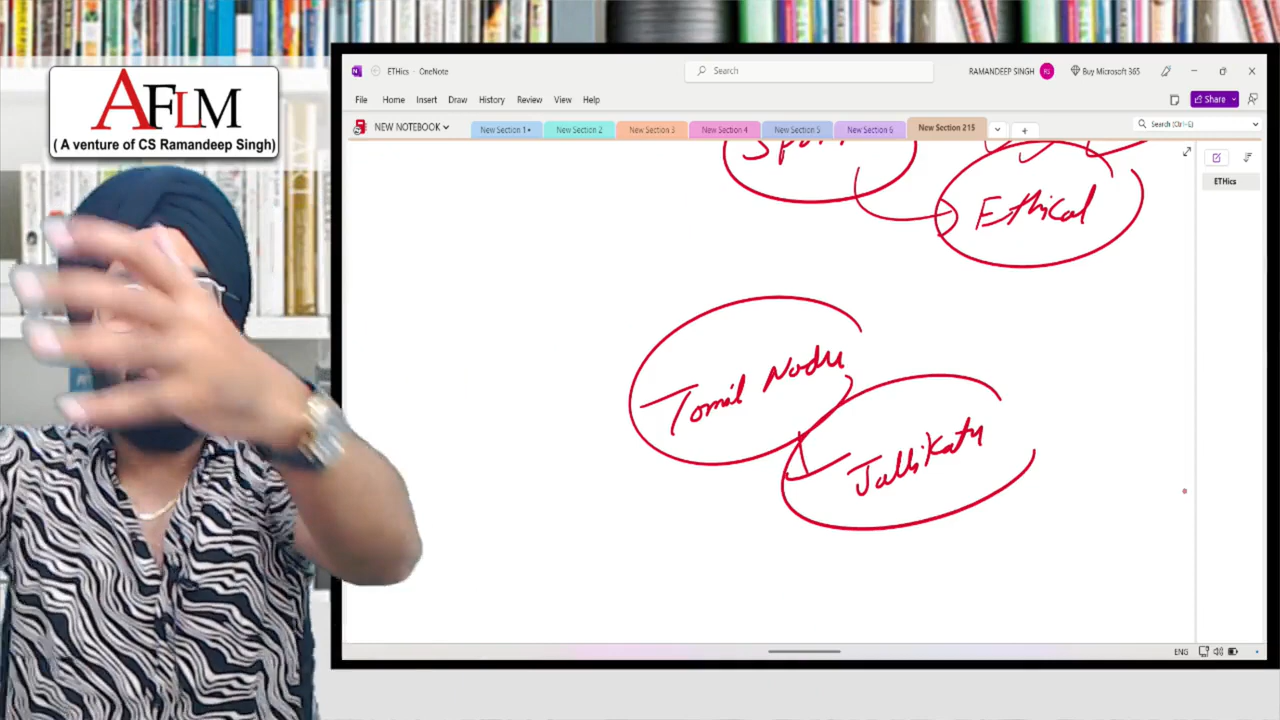 AFLM
( A venture of CS Ramandeep Singh)
ETHics - OneNote
Search
RAMANDEEP SINGH
RS
Buy Microsoft 365
File Home Insert Draw History Review View Help
Share
NEW NOTEBOOK
New Section 1
New Section 2
New Section 3
New Section 4
New Section 5
New Section 6
New Section 215
Search (Ctrl+E)
ETHics
Ethical
Tamil Nadu
Jallikatu
ENG